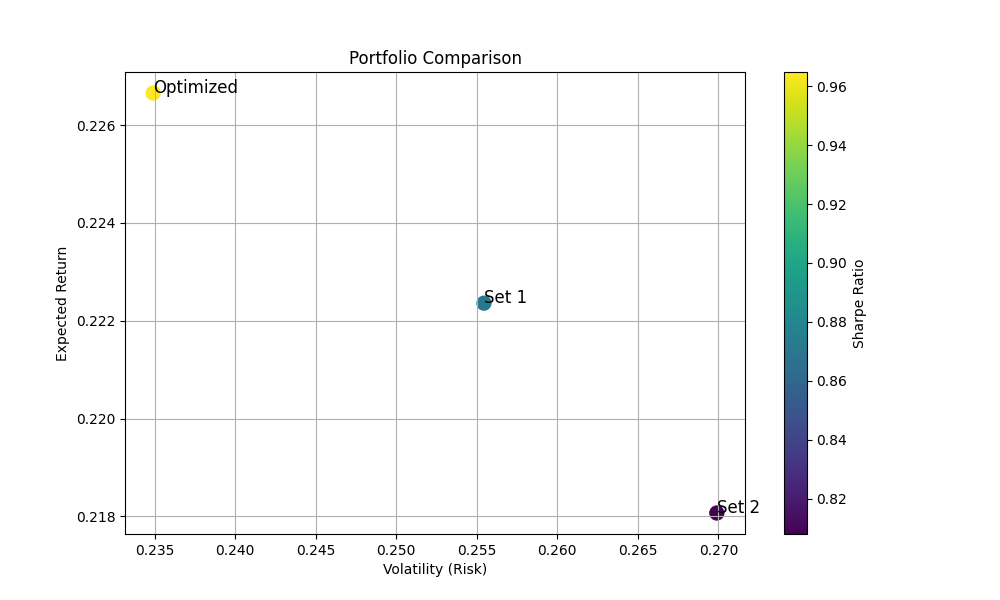 Portfolio Comparison
Optimized
Set 1
Set 2
Expected Return
0.226
0.224
0.222
0.220
0.218
0.235 0.240 0.245 0.250 0.255 0.260 0.265 0.270
Volatility (Risk)
0.96
0.94
0.92
0.90
0.88
0.86
0.84
0.82
Sharpe Ratio